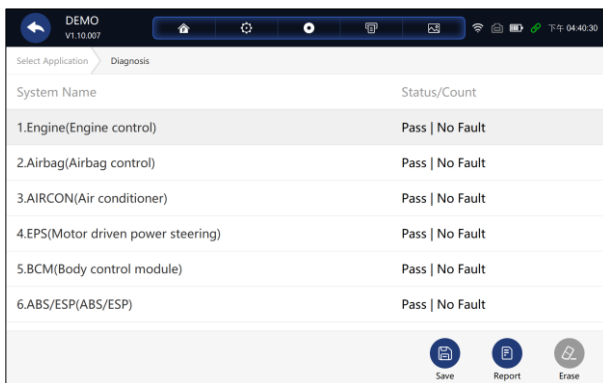 DEMO
V1.10.007
下午 04:40:30
Select Application Diagnosis
System Name Status/Count
1.Engine(Engine control) Pass | No Fault
2.Airbag(Airbag control) Pass | No Fault
3.AIRCON(Air conditioner) Pass | No Fault
4.EPS(Motor driven power steering) Pass | No Fault
5.BCM(Body control module) Pass | No Fault
6.ABS/ESP(ABS/ESP) Pass | No Fault
Save Report Erase